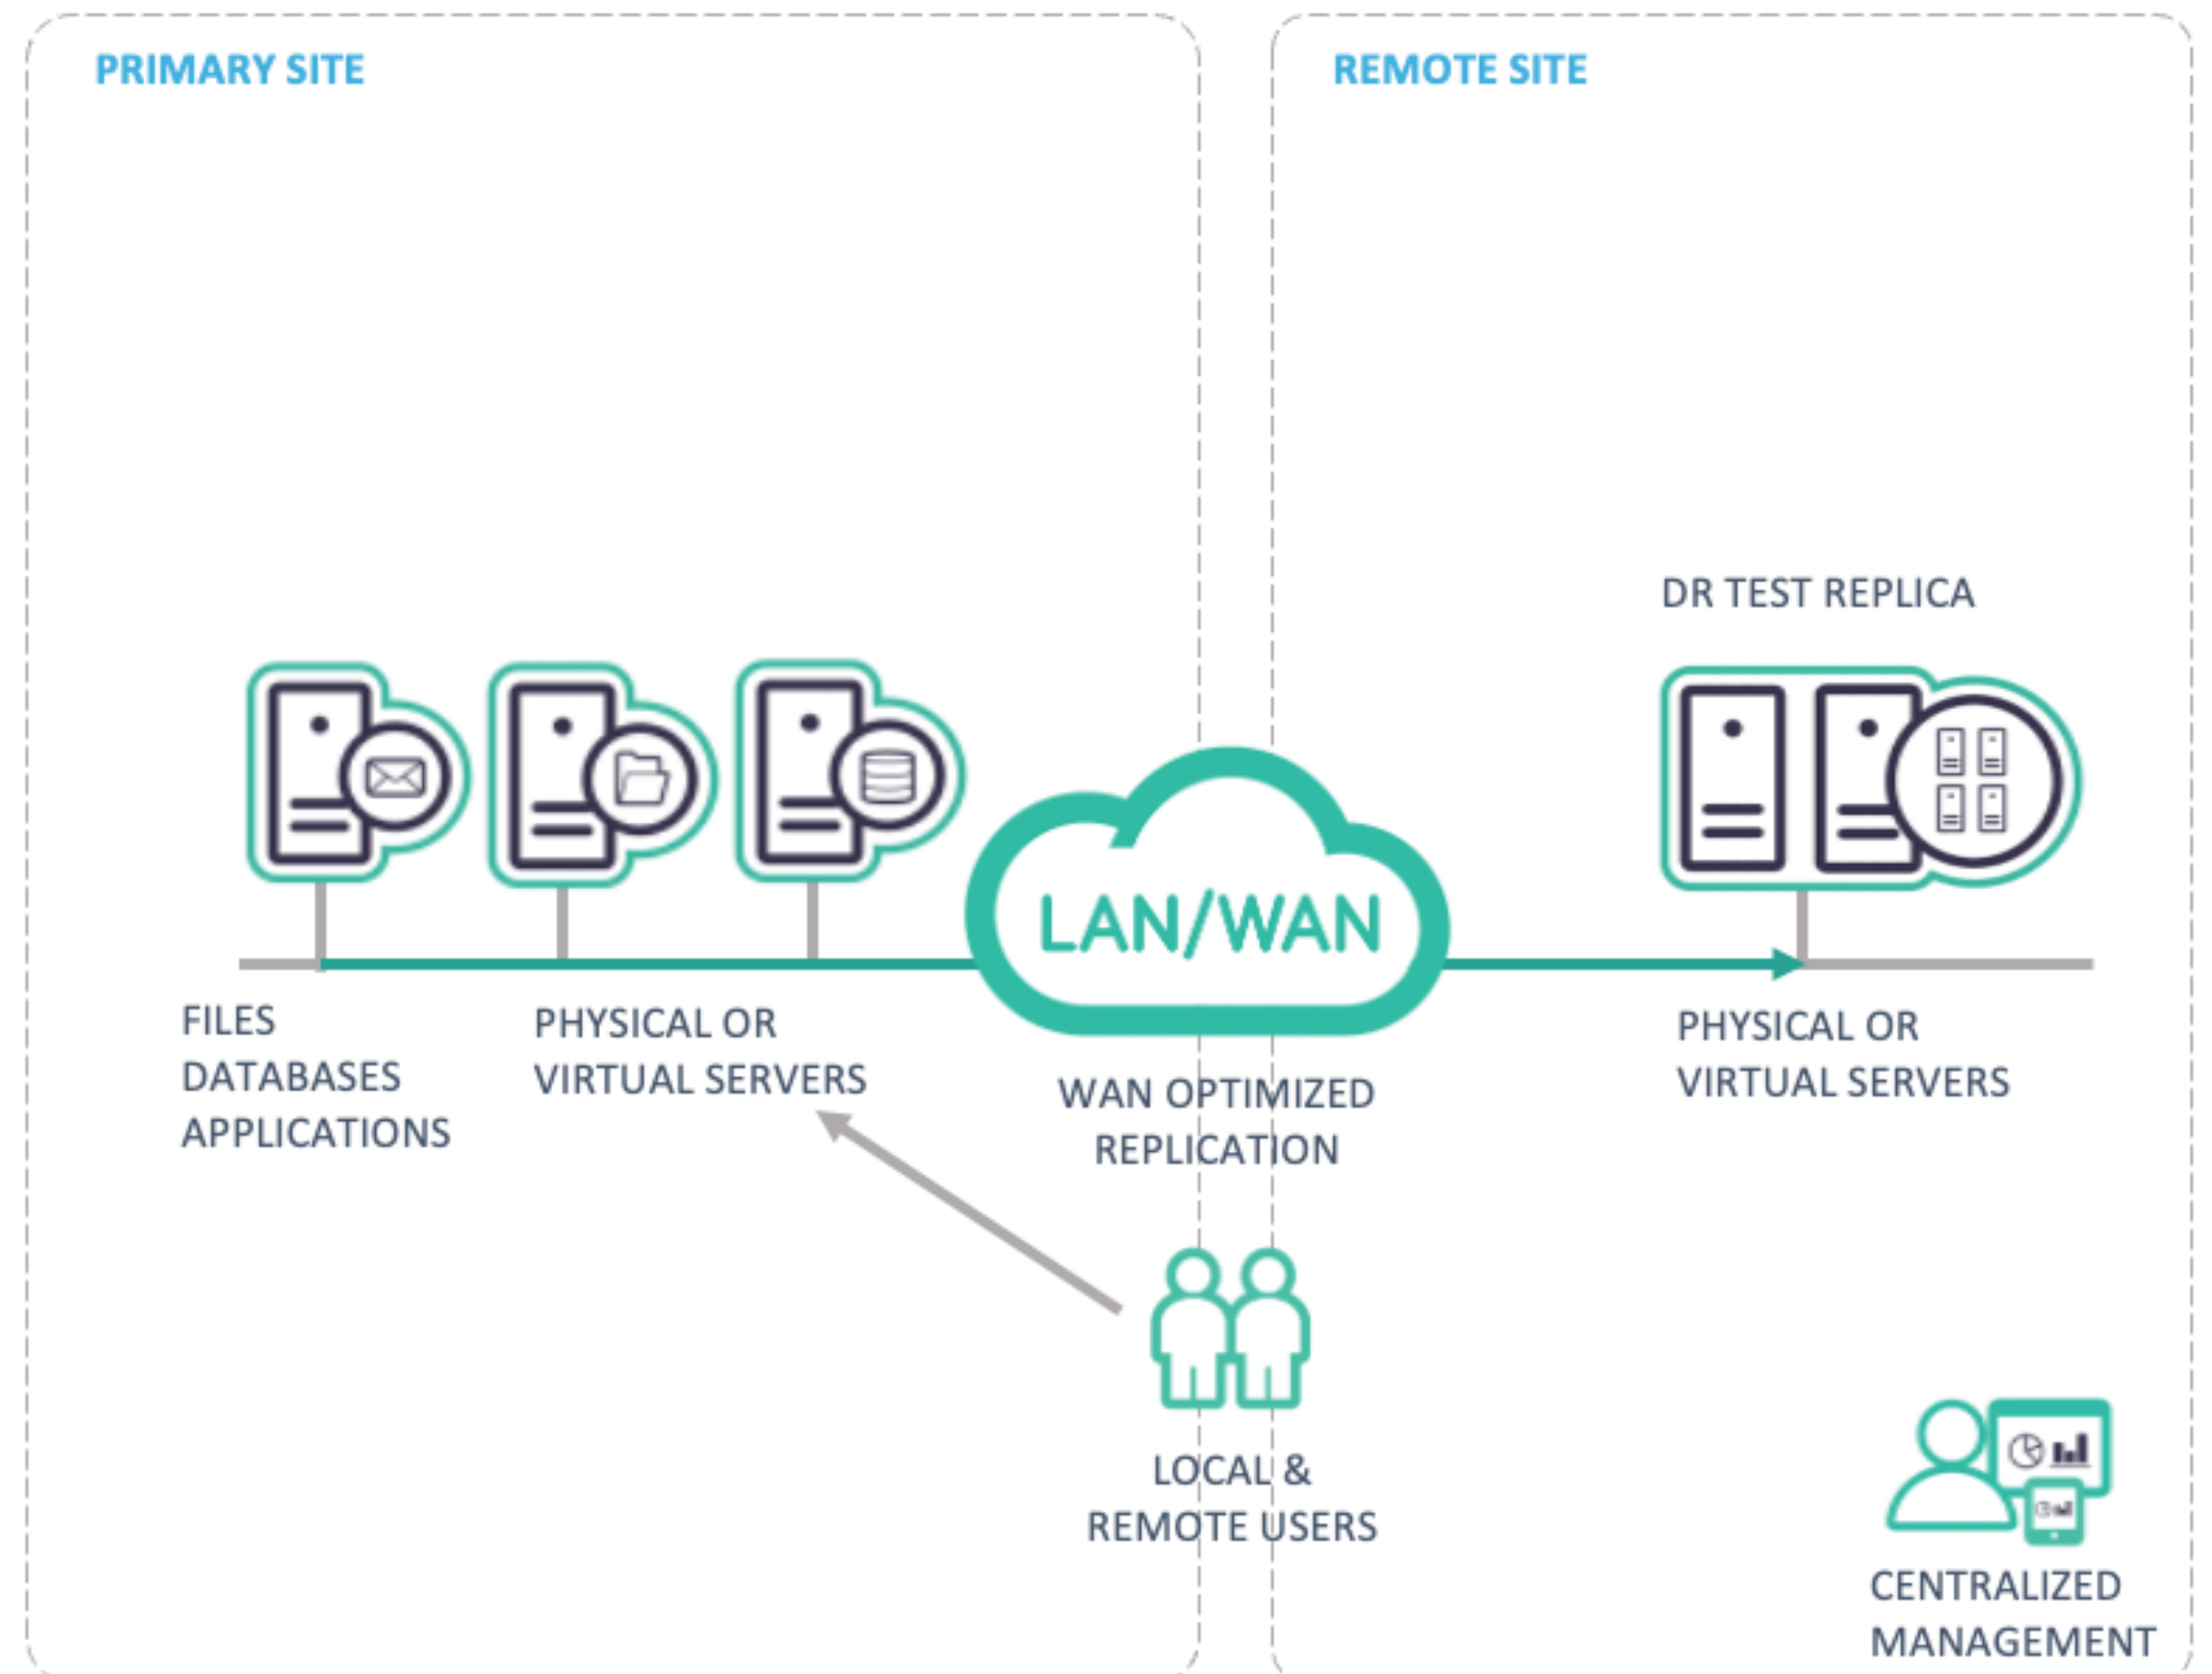 PRIMARY SITE
REMOTE SITE
DR TEST REPLICA
LAN/WAN
FILES
DATABASES
APPLICATIONS
PHYSICAL OR
VIRTUAL SERVERS
WAN OPTIMIZED
REPLICATION
PHYSICAL OR
VIRTUAL SERVERS
LOCAL &
REMOTE USERS
CENTRALIZED
MANAGEMENT